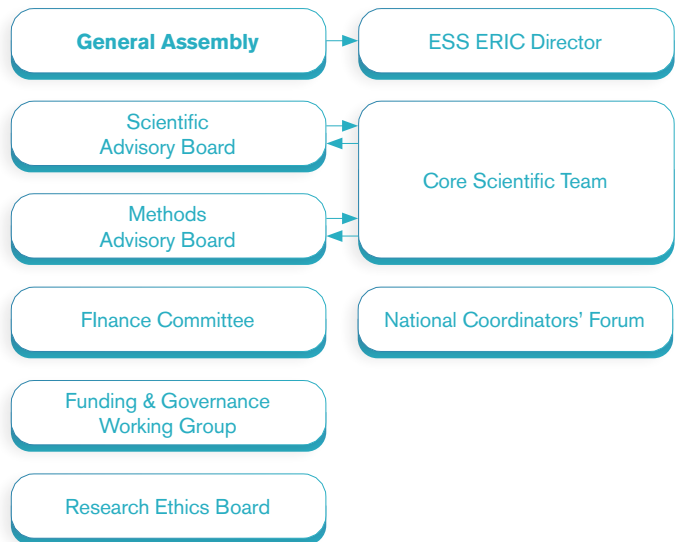 General Assembly
ESS ERIC Director
Scientific
Advisory Board
Core Scientific Team
Methods
Advisory Board
FInance Committee
National Coordinators’ Forum
Funding & Governance
Working Group
Research Ethics Board